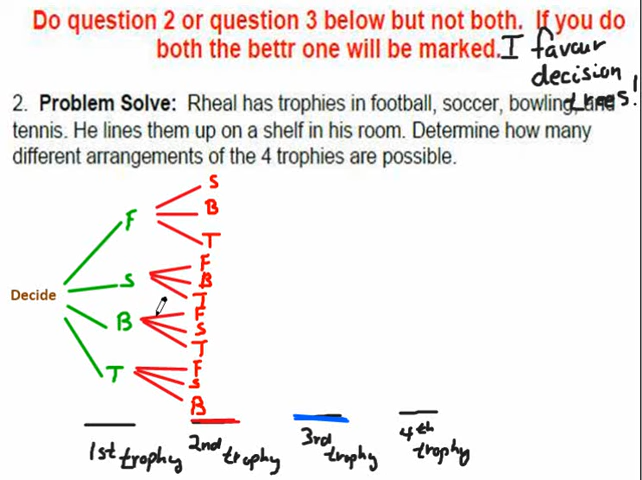 Do question 2 or question 3 below but not both. If you do
both the bettr one will be marked. I favour
decision
trees!
2. Problem Solve: Rheal has trophies in football, soccer, bowling, and
tennis. He lines them up on a shelf in his room. Determine how many
different arrangements of the 4 trophies are possible.
S
F B
T
F
S B
T
Decide
F
B S
T
F
T S
B
1st trophy 2nd trophy 3rd trophy 4th trophy